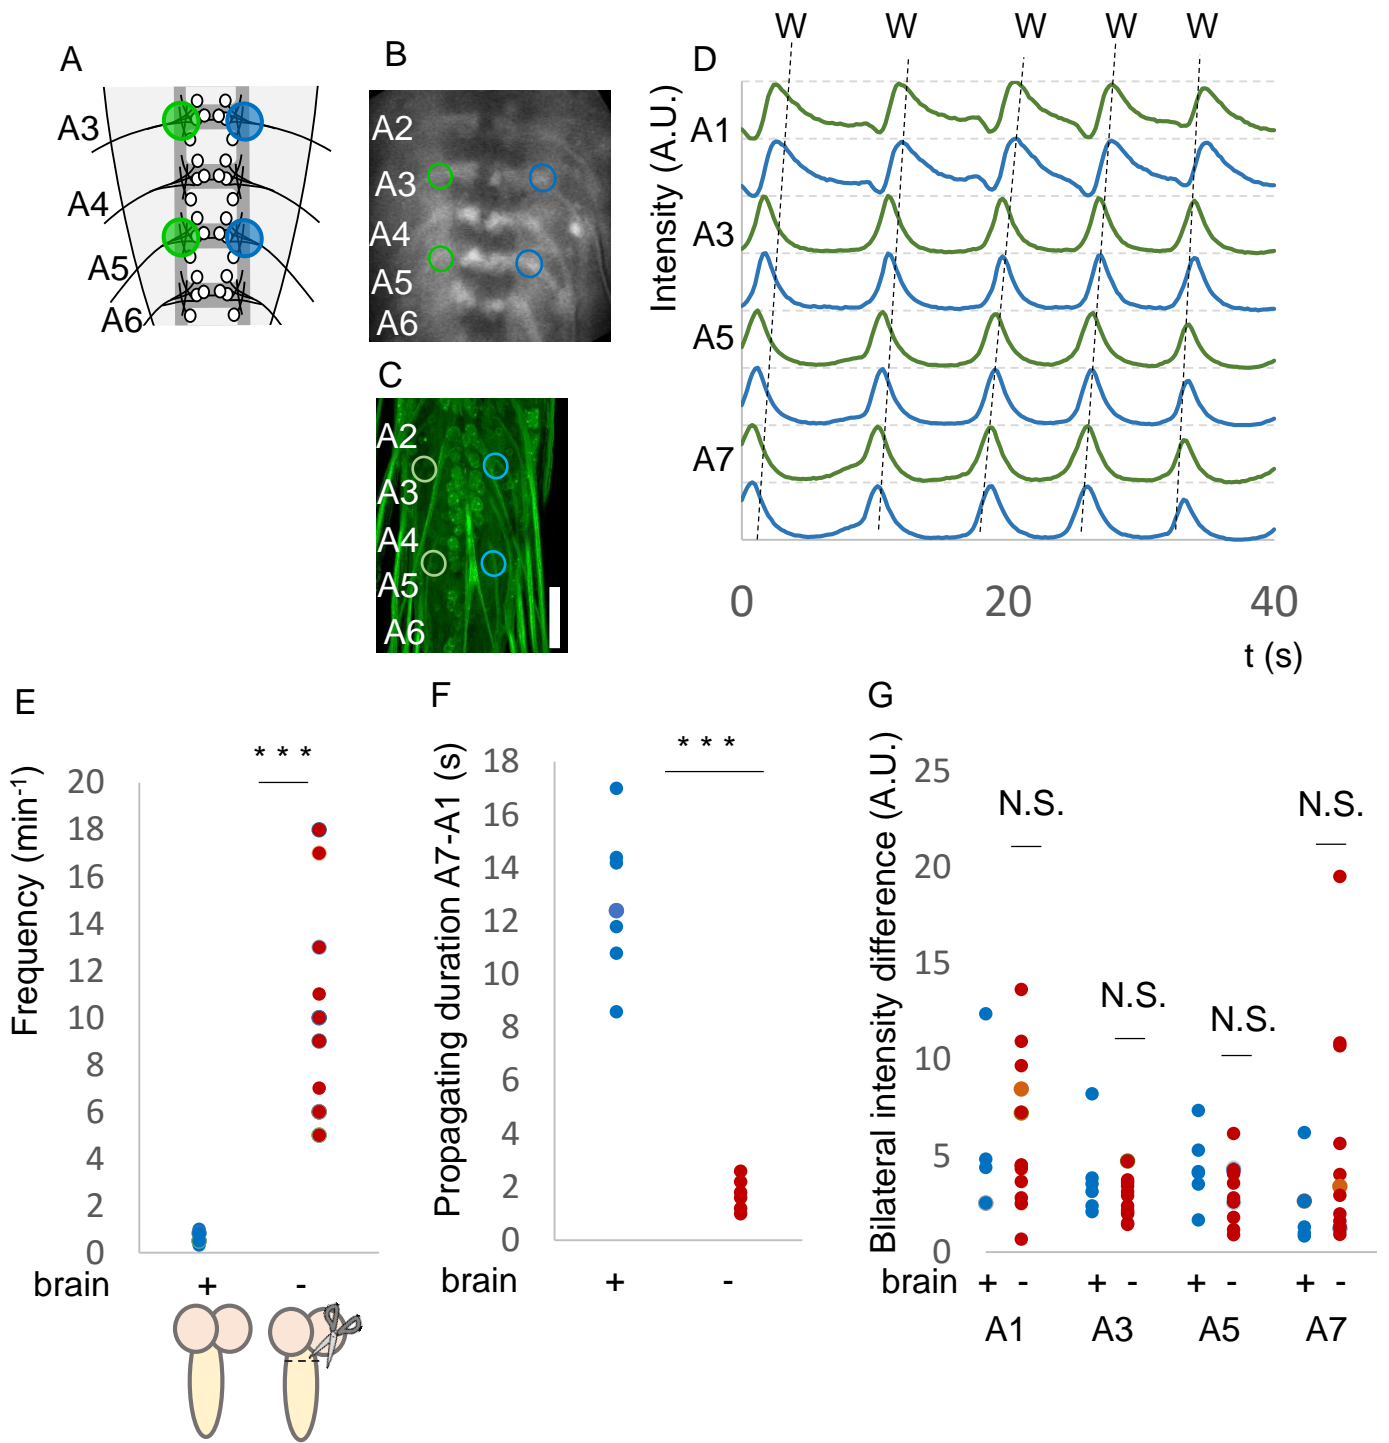 A
A3
A4
A5
A6
B
A2
A3
A4
A5
A6
C
A2
A3
A4
A5
A6
D
W W W W W
Intensity (A.U.)
A1
A3
A5
A7
0 20 40
t (s)
E
* * *
Frequency (min-1)
20
18
16
14
12
10
8
6
4
2
0
brain + -
F
* * *
Propagating duration A7-A1 (s)
18
16
14
12
10
8
6
4
2
0
brain + -
G
Bilateral intensity difference (A.U.)
25
20
15
10
5
0
N.S.
N.S.
N.S.
N.S.
brain + - + - + - + -
A1 A3 A5 A7